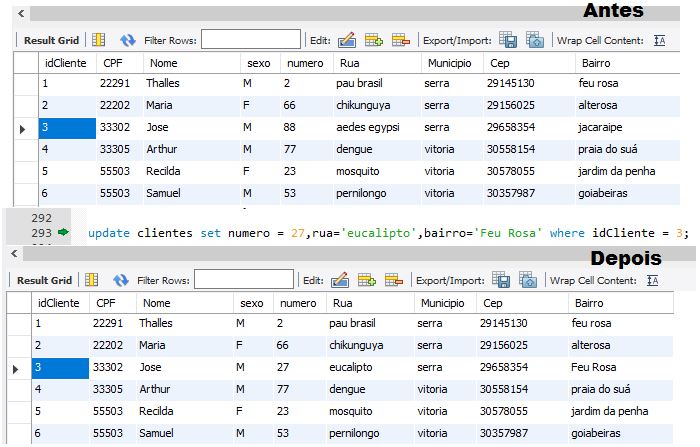 Antes
Result Grid Filter Rows: Edit: Export/Import: Wrap Cell Content:
idCliente CPF Nome sexo numero Rua Municipio Cep Bairro
1 22291 Thalles M 2 pau brasil serra 29145130 feu rosa
2 22202 Maria F 66 chikunguya serra 29156025 alterosa
3 33302 Jose M 88 aedes egypsi serra 29658354 jacaraipe
4 33305 Arthur M 77 dengue vitoria 30558154 praia do suá
5 55503 Recilda F 23 mosquito vitoria 30578055 jardim da penha
6 55503 Samuel M 53 pernilongo vitoria 30357987 goiabeiras
292
293 update clientes set numero = 27,rua='eucalipto',bairro='Feu Rosa' where idCliente = 3;
Depois
Result Grid Filter Rows: Edit: Export/Import: Wrap Cell Content:
idCliente CPF Nome sexo numero Rua Municipio Cep Bairro
1 22291 Thalles M 2 pau brasil serra 29145130 feu rosa
2 22202 Maria F 66 chikunguya serra 29156025 alterosa
3 33302 Jose M 27 eucalipto serra 29658354 Feu Rosa
4 33305 Arthur M 77 dengue vitoria 30558154 praia do suá
5 55503 Recilda F 23 mosquito vitoria 30578055 jardim da penha
6 55503 Samuel M 53 pernilongo vitoria 30357987 goiabeiras